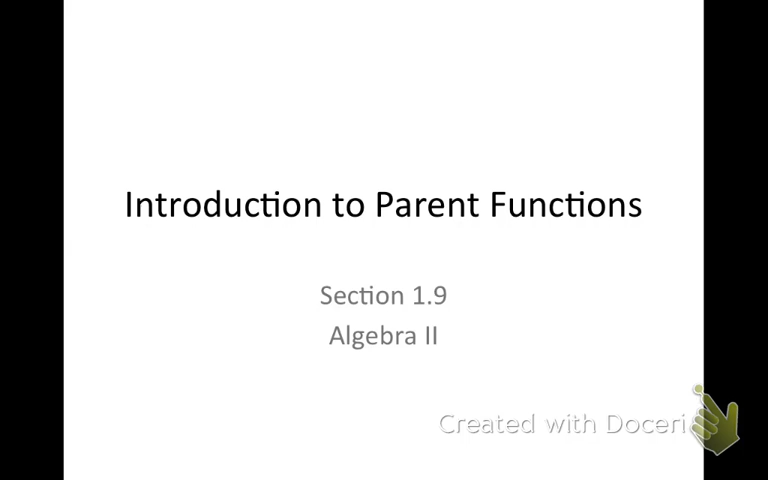 Introduction to Parent Functions
Section 1.9
Algebra II
Created with Doceri